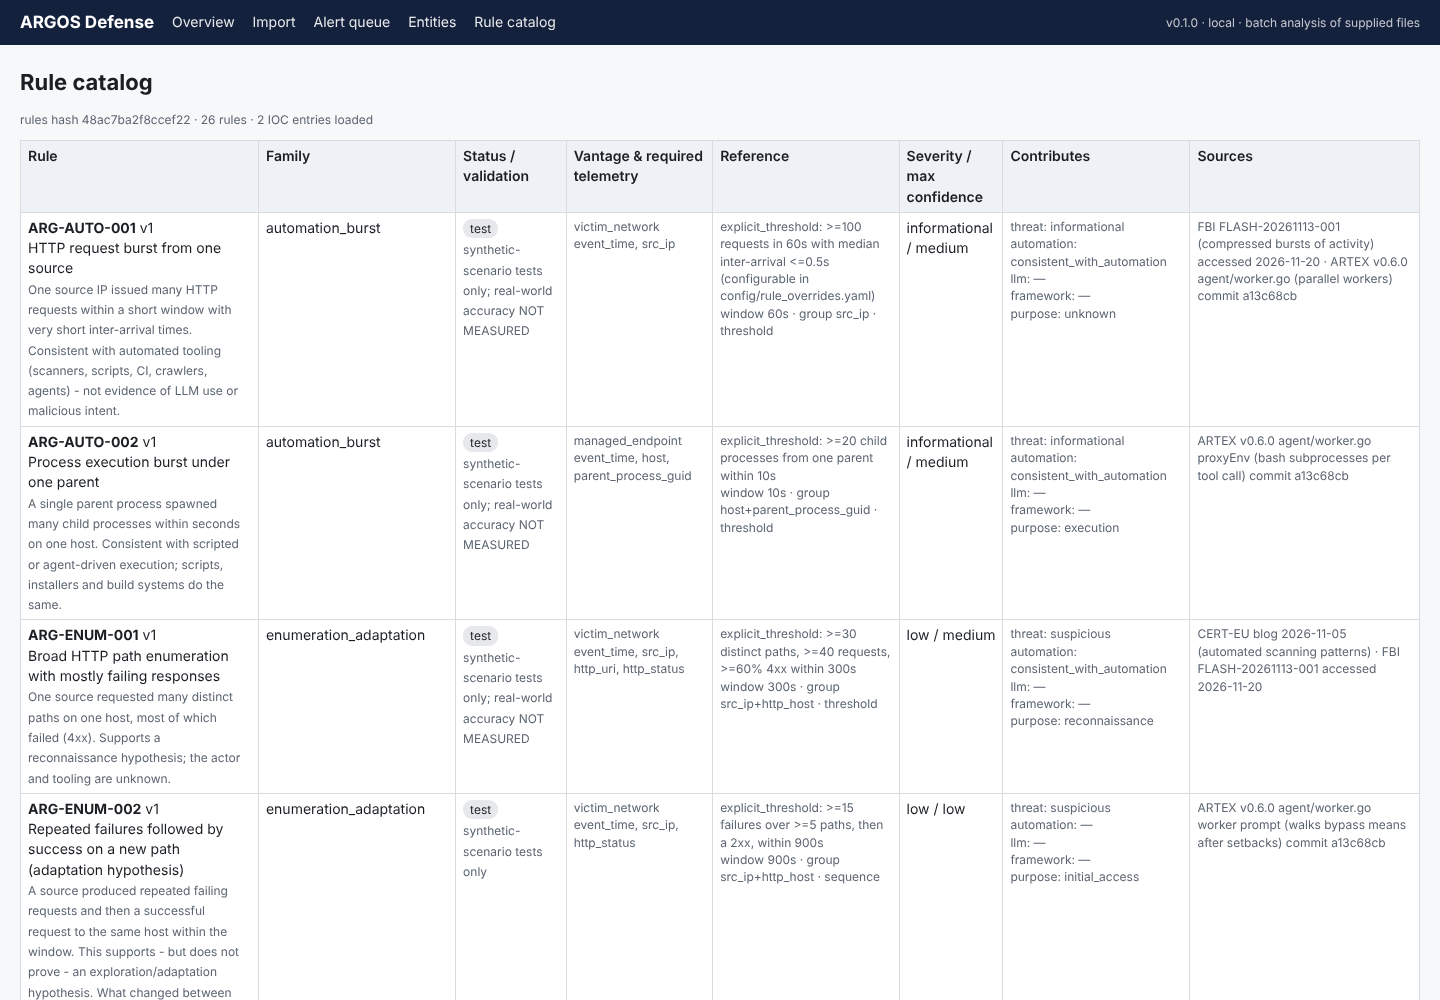 ARGOS Defense Overview Import Alert queue Entities Rule catalog v0.1.0 · local · batch analysis of supplied files
Rule catalog
rules hash 48ac7ba2f8ccef22 · 26 rules · 2 IOC entries loaded
Rule
Family
Status /
validation
Vantage & required
telemetry
Reference
Severity /
max
confidence
Contributes
Sources
ARG-AUTO-001 v1
HTTP request burst from one
source
One source IP issued many HTTP
requests within a short window with
very short inter-arrival times.
Consistent with automated tooling
(scanners, scripts, CI, crawlers,
agents) - not evidence of LLM use or
malicious intent.
automation_burst
test
synthetic-
scenario tests
only; real-world
accuracy NOT
MEASURED
victim_network
event_time, src_ip
explicit_threshold: >=100
requests in 60s with median
inter-arrival <=0.5s
(configurable in
config/rule_overrides.yaml)
window 60s · group src_ip ·
threshold
informational
/ medium
threat: informational
automation:
consistent_with_automation
llm: —
framework: —
purpose: unknown
FBI FLASH-20261113-001
(compressed bursts of activity)
accessed 2026-11-20 · ARTEX v0.6.0
agent/worker.go (parallel workers)
commit a13c68cb
ARG-AUTO-002 v1
Process execution burst under
one parent
A single parent process spawned
many child processes within seconds
on one host. Consistent with scripted
or agent-driven execution; scripts,
installers and build systems do the
same.
automation_burst
test
synthetic-
scenario tests
only; real-world
accuracy NOT
MEASURED
managed_endpoint
event_time, host,
parent_process_guid
explicit_threshold: >=20 child
processes from one parent
within 10s
window 10s · group
host+parent_process_guid ·
threshold
informational
/ medium
threat: informational
automation:
consistent_with_automation
llm: —
framework: —
purpose: execution
ARTEX v0.6.0 agent/worker.go
proxyEnv (bash subprocesses per
tool call) commit a13c68cb
ARG-ENUM-001 v1
Broad HTTP path enumeration
with mostly failing responses
One source requested many distinct
paths on one host, most of which
failed (4xx). Supports a
reconnaissance hypothesis; the actor
and tooling are unknown.
enumeration_adaptation
test
synthetic-
scenario tests
only; real-world
accuracy NOT
MEASURED
victim_network
event_time, src_ip,
http_uri, http_status
explicit_threshold: >=30
distinct paths, >=40 requests,
>=60% 4xx within 300s
window 300s · group
src_ip+http_host · threshold
low / medium
threat: suspicious
automation:
consistent_with_automation
llm: —
framework: —
purpose: reconnaissance
CERT-EU blog 2026-11-05
(automated scanning patterns) · FBI
FLASH-20261113-001 accessed
2026-11-20
ARG-ENUM-002 v1
Repeated failures followed by
success on a new path
(adaptation hypothesis)
A source produced repeated failing
requests and then a successful
request to the same host within the
window. This supports - but does not
prove - an exploration/adaptation
hypothesis. What changed between
enumeration_adaptation
test
synthetic-
scenario tests
only
victim_network
event_time, src_ip,
http_status
explicit_threshold: >=15
failures over >=5 paths, then
a 2xx, within 900s
window 900s · group
src_ip+http_host · sequence
low / low
threat: suspicious
automation: —
llm: —
framework: —
purpose: initial_access
ARTEX v0.6.0 agent/worker.go
worker prompt (walks bypass means
after setbacks) commit a13c68cb